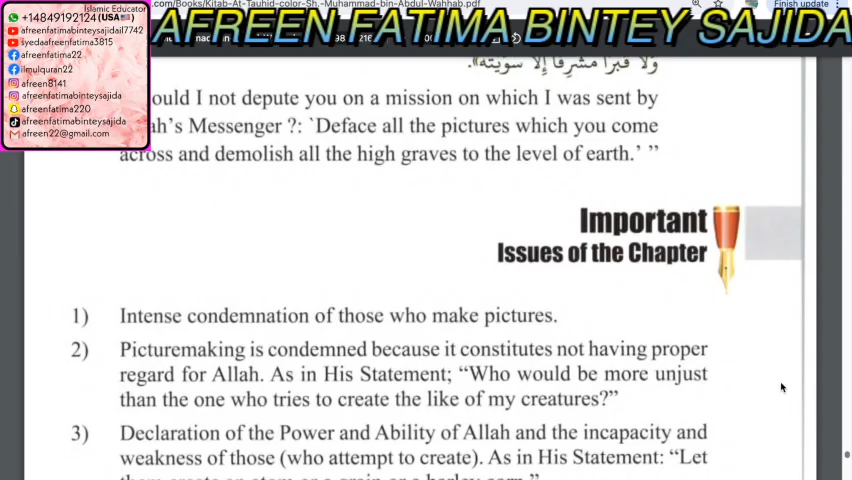 .com/Books/Kitab-At-Tauhid-color-Sh.-Muhammad-bin-Abdul-Wahhab.pdf
Finish update
Islamic Educator
+14849192124 (USA)
afreenfatimabinteysajidail7742
syedaafreenfatima3815
afreenfatima22
ilmulquran22
afreen8141
afreenfatimabinteysajida
afreenfatima220
afreenfatimabinteysajida
afreen22@gmail.com
AFREEN FATIMA BINTEY SAJIDA
ولا قبرا مشرفا إلا سويته».
ould I not depute you on a mission on which I was sent by
ah's Messenger ?: `Deface all the pictures which you come
across and demolish all the high graves to the level of earth.' ”
Important
Issues of the Chapter
1) Intense condemnation of those who make pictures.
2) Picturemaking is condemned because it constitutes not having proper
regard for Allah. As in His Statement; “Who would be more unjust
than the one who tries to create the like of my creatures?”
3) Declaration of the Power and Ability of Allah and the incapacity and
weakness of those (who attempt to create). As in His Statement: “Let